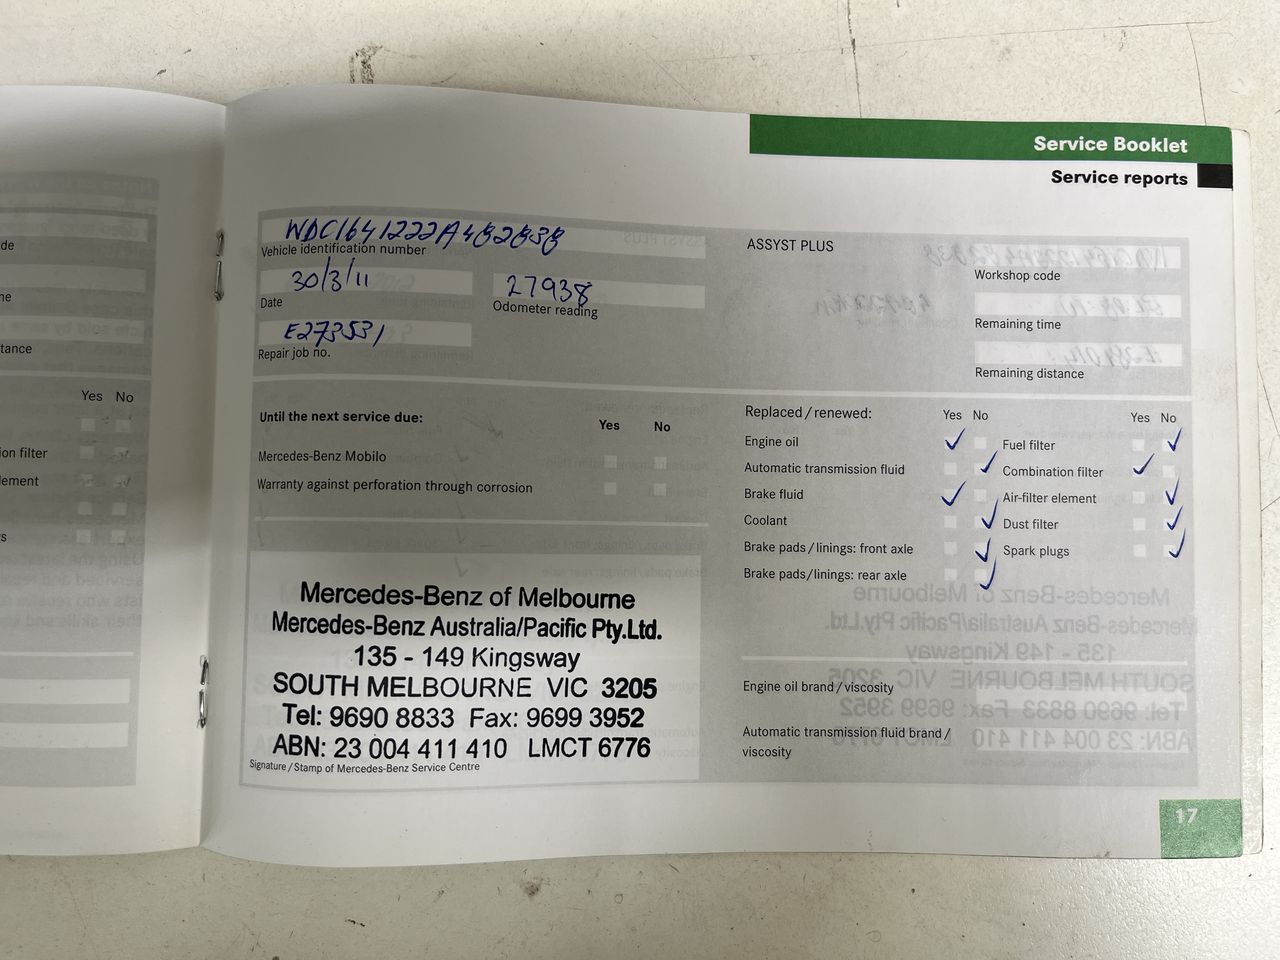 Service Booklet
Service reports
WDC1641222A482838
Vehicle identification number
30/3/11
Date
27938
Odometer reading
E273531
Repair job no.
ASSYST PLUS
Workshop code
Remaining time
Remaining distance
Until the next service due:
Yes No
Mercedes-Benz Mobilo
Warranty against perforation through corrosion
Mercedes-Benz of Melbourne
Mercedes-Benz Australia/Pacific Pty.Ltd.
135 - 149 Kingsway
SOUTH MELBOURNE VIC 3205
Tel: 9690 8833 Fax: 9699 3952
ABN: 23 004 411 410 LMCT 6776
Signature/Stamp of Mercedes-Benz Service Centre
Replaced/renewed:
Yes No
Engine oil
Automatic transmission fluid
Brake fluid
Coolant
Brake pads/linings: front axle
Brake pads/linings: rear axle
Yes No
Fuel filter
Combination filter
Air-filter element
Dust filter
Spark plugs
Engine oil brand/viscosity
Automatic transmission fluid brand/
viscosity
17
Yes No